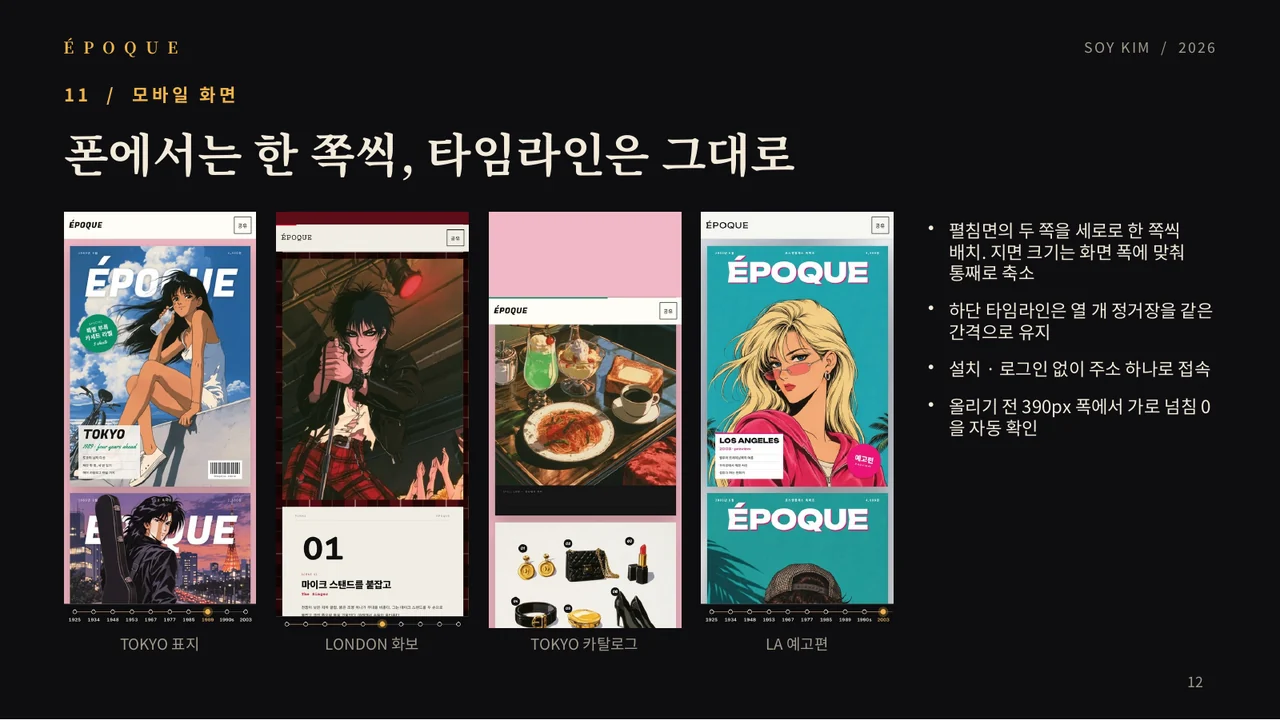 ÉPOQUE
SOY KIM / 2026
11 / 모바일 화면
폰에서는 한 쪽씩, 타임라인은 그대로
ÉPOQUE
공유
ÉPOQUE
TOKYO
ÉPOQUE
1925 1934 1948 1953 1967 1977 1985 1989 1990s 2003
TOKYO 표지
ÉPOQUE
공유
01
마이크 스탠드를 붙잡고
The Singer
LONDON 화보
ÉPOQUE
공유
01
02
03
04
05
06
TOKYO 카탈로그
ÉPOQUE
공유
ÉPOQUE
LOS ANGELES
예고편
ÉPOQUE
1925 1934 1948 1953 1967 1977 1985 1989 1990s 2003
LA 예고편
• 펼침면의 두 쪽을 세로로 한 쪽씩
배치. 지면 크기는 화면 폭에 맞춰
통째로 축소
• 하단 타임라인은 열 개 정거장을 같은
간격으로 유지
• 설치 · 로그인 없이 주소 하나로 접속
• 올리기 전 390px 폭에서 가로 넘침 0
을 자동 확인
12